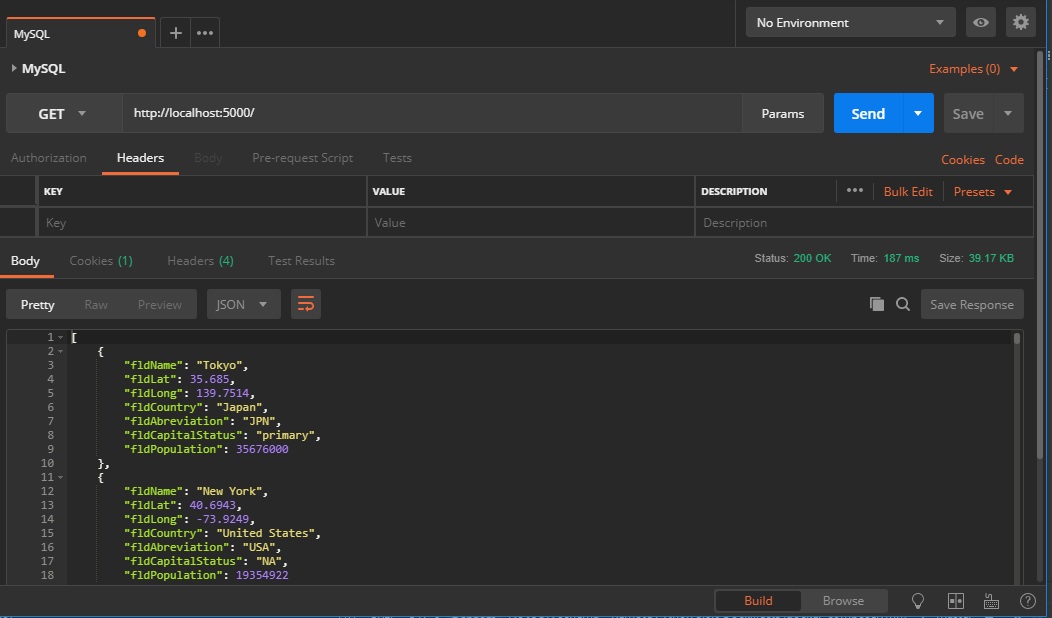 MySQL
No Environment
MySQL
Examples (0)
GET http://localhost:5000/ Params Send Save
Authorization Headers Body Pre-request Script Tests Cookies Code
KEY VALUE DESCRIPTION ••• Bulk Edit Presets
Key Value Description
Body Cookies (1) Headers (4) Test Results Status: 200 OK Time: 187 ms Size: 39.17 KB
Pretty Raw Preview JSON Save Response
1 [
2 {
3 "fldName": "Tokyo",
4 "fldLat": 35.685,
5 "fldLong": 139.7514,
6 "fldCountry": "Japan",
7 "fldAbreviation": "JPN",
8 "fldCapitalStatus": "primary",
9 "fldPopulation": 35676000
10 },
11 {
12 "fldName": "New York",
13 "fldLat": 40.6943,
14 "fldLong": -73.9249,
15 "fldCountry": "United States",
16 "fldAbreviation": "USA",
17 "fldCapitalStatus": "NA",
18 "fldPopulation": 19354922
Build Browse